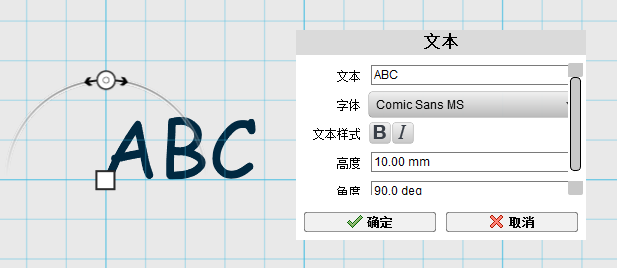 ABC
文本
文本 ABC
字体 Comic Sans MS
文本样式 B I
高度 10.00 mm
角度 90.0 deg
确定 取消